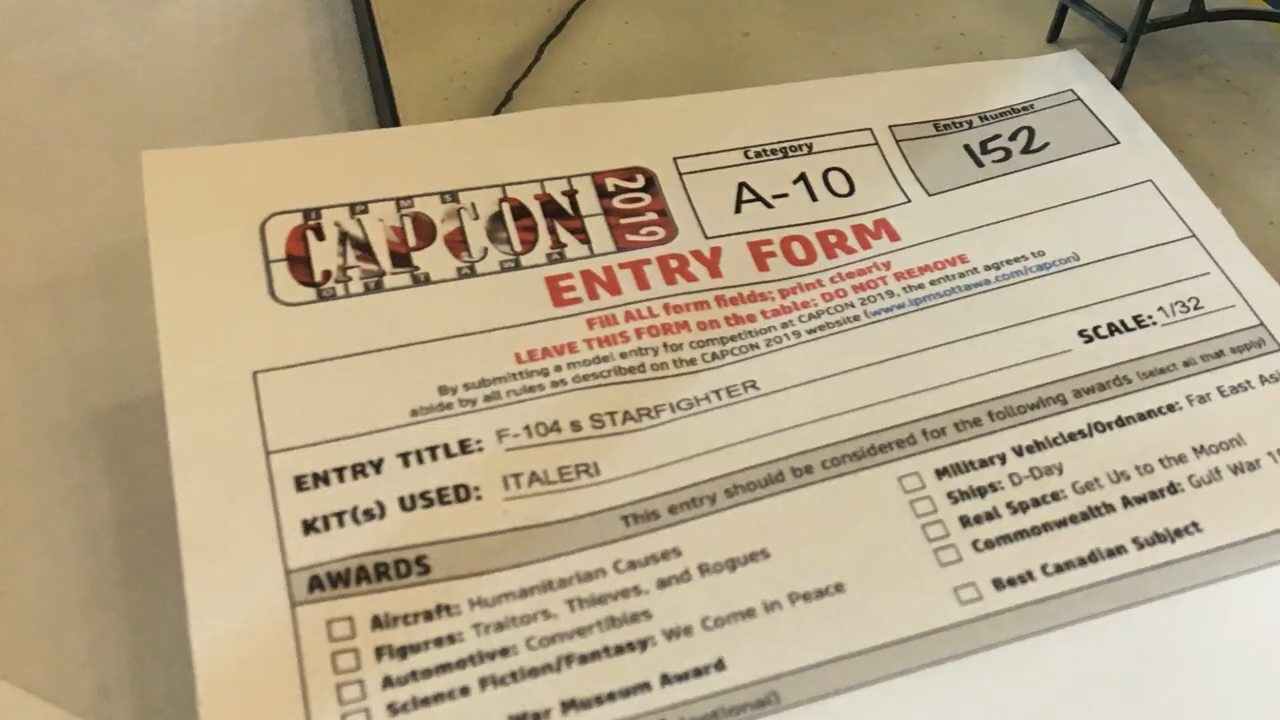 IPMS
CAPCON 2019
OTTAWA
Category
A-10
Entry Number
152
ENTRY FORM
Fill ALL form fields; print clearly
LEAVE THIS FORM on the table; DO NOT REMOVE
By submitting a model entry for competition at CAPCON 2019, the entrant agrees to
abide by all rules as described on the CAPCON 2019 website (www.ipmsottawa.com/capcon)
ENTRY TITLE: F-104 s STARFIGHTER
KIT(s) USED: ITALERI
SCALE: 1/32
AWARDS
This entry should be considered for the following awards (select all that apply)
Aircraft: Humanitarian Causes
Figures: Traitors, Thieves, and Rogues
Automotive: Convertibles
Science Fiction/Fantasy: We Come in Peace
War Museum Award
Military Vehicles/Ordnance: Far East
Ships: D-Day
Real Space: Get Us to the Moon!
Commonwealth Award: Gulf War
Best Canadian Subject